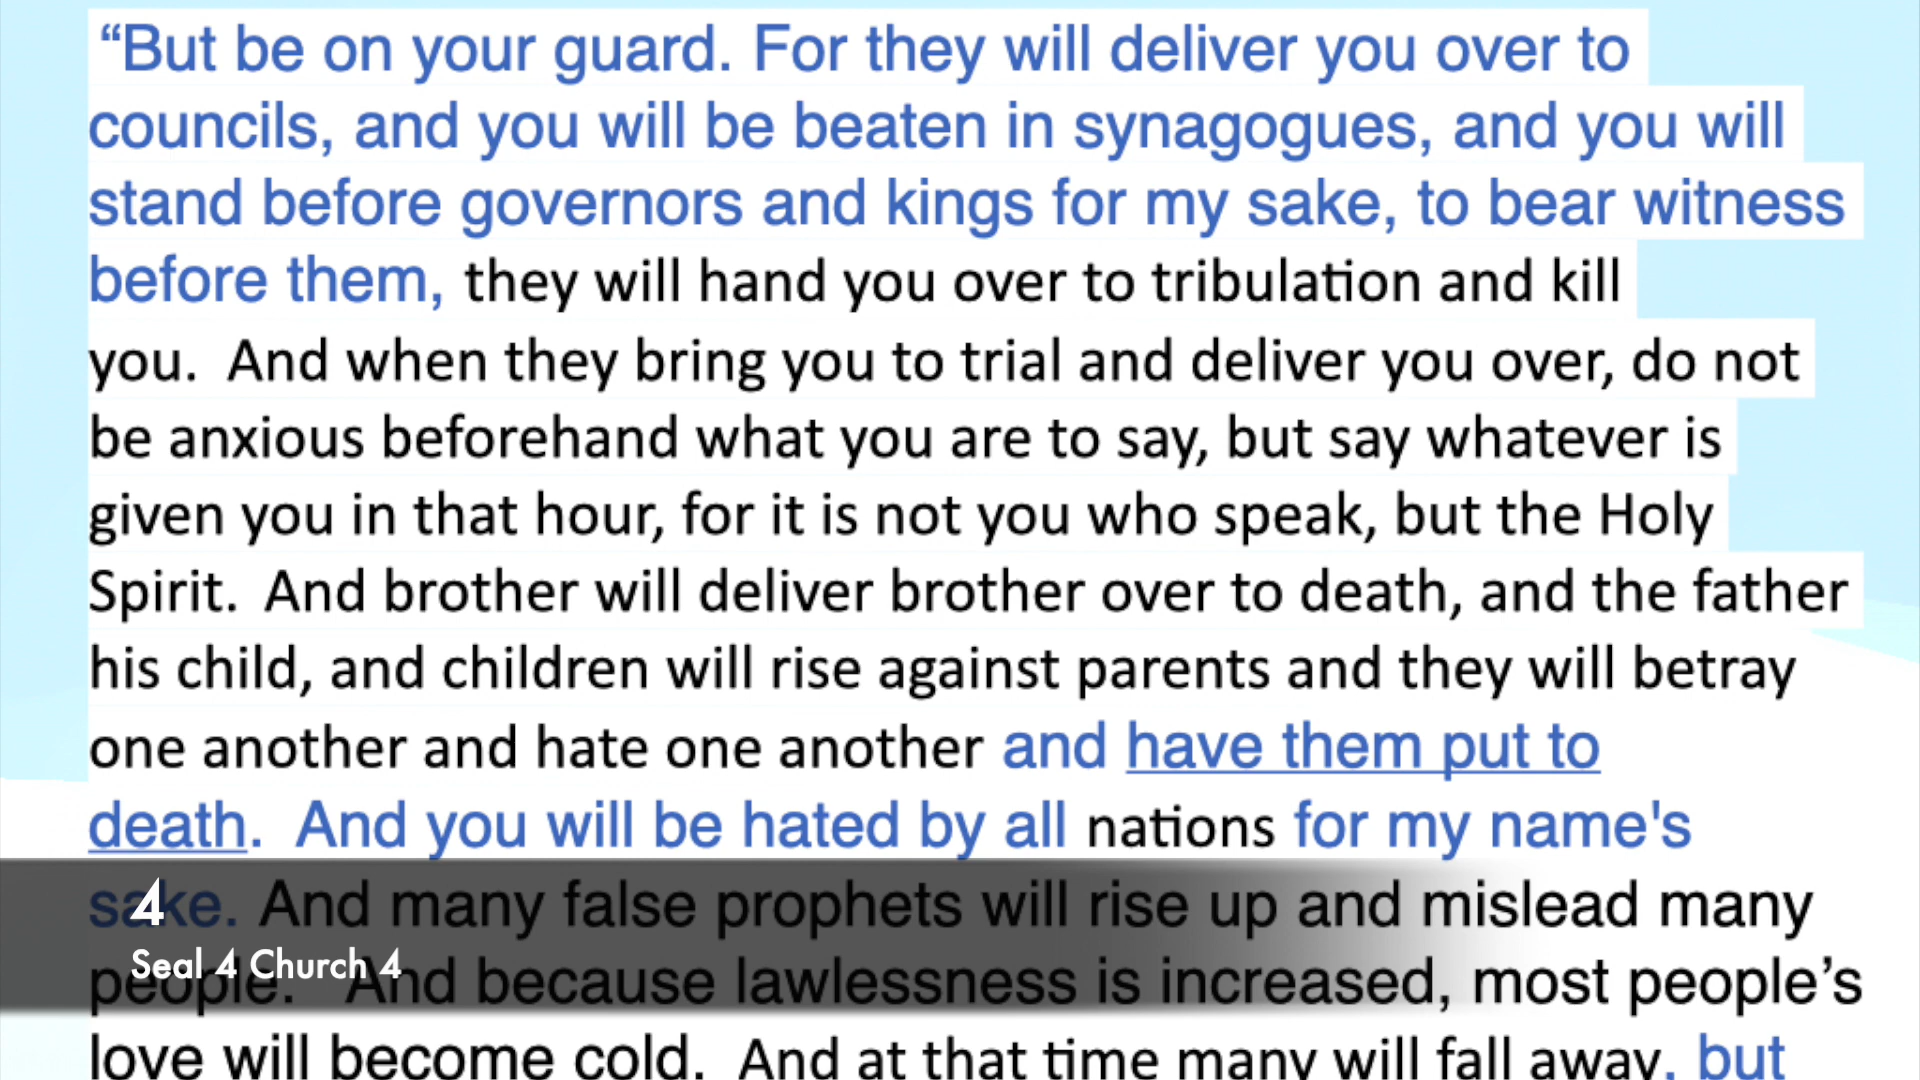 “But be on your guard. For they will deliver you over to
councils, and you will be beaten in synagogues, and you will
stand before governors and kings for my sake, to bear witness
before them, they will hand you over to tribulation and kill
you. And when they bring you to trial and deliver you over, do not
be anxious beforehand what you are to say, but say whatever is
given you in that hour, for it is not you who speak, but the Holy
Spirit. And brother will deliver brother over to death, and the father
his child, and children will rise against parents and they will betray
one another and hate one another and have them put to
death. And you will be hated by all nations for my name's
sake. And many false prophets will rise up and mislead many
people. And because lawlessness is increased, most people’s
love will become cold. And at that time many will fall away, but
4
Seal 4 Church 4